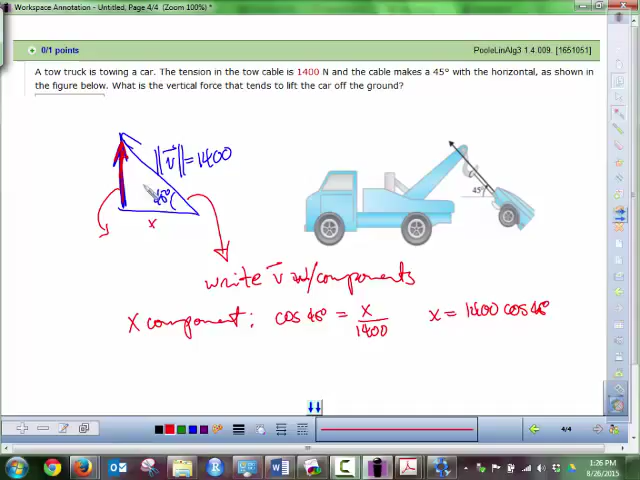 Workspace Annotation - Untitled, Page 4/4 (Zoom 100%) *
0/1 points
PooleLinAlg3 1.4.009. [1651051]
A tow truck is towing a car. The tension in the tow cable is 1400 N and the cable makes a 45° with the horizontal, as shown in
the figure below. What is the vertical force that tends to lift the car off the ground?
||v⃗|| = 1400
45°
x
45°
write v⃗ w/components
X component: cos 45° = x/1400 x = 1400 cos 45°
4/4
1:26 PM
8/26/2015